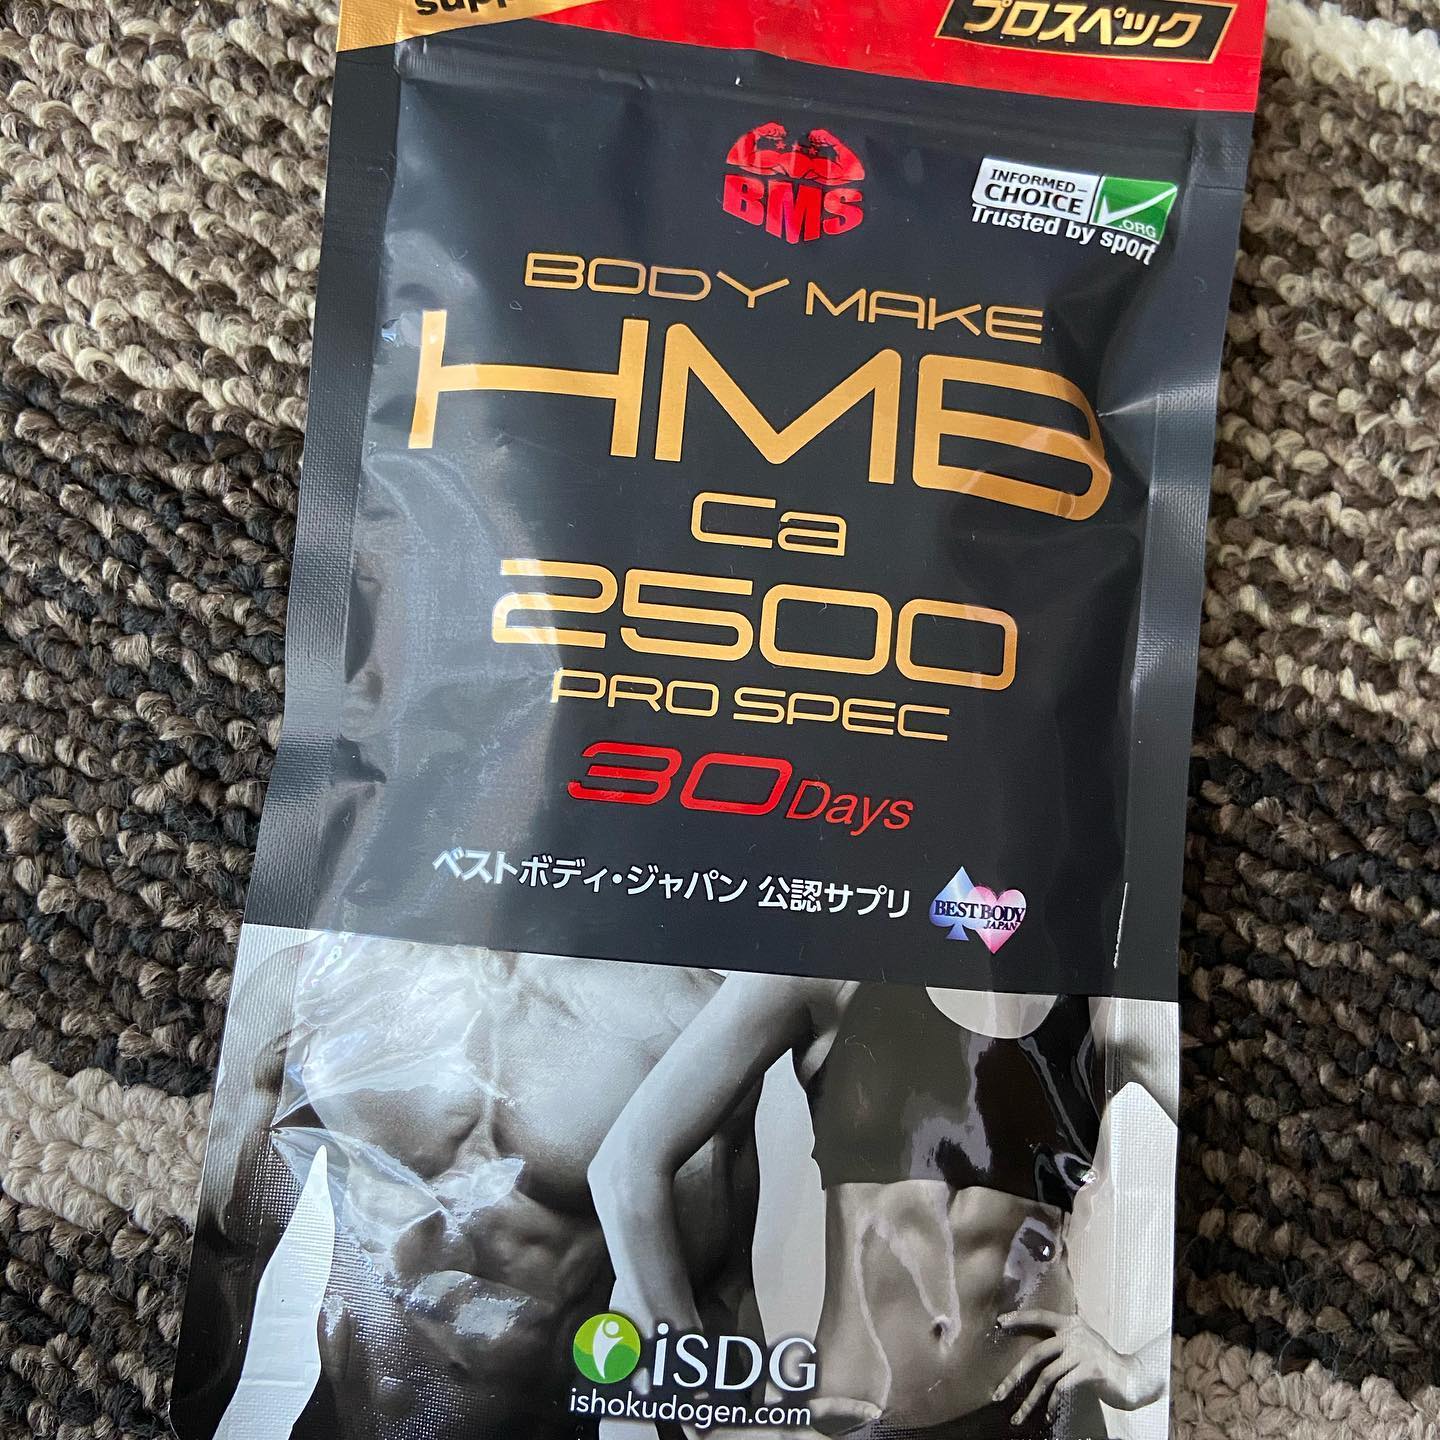 プロスペック
BMS
INFORMED-CHOICE.ORG
Trusted by sport
BODY MAKE
HMB
Ca
2500
PRO SPEC
30Days
ベストボディ・ジャパン 公認サプリ
BEST BODY
JAPAN
iSDG
ishokudogen.com